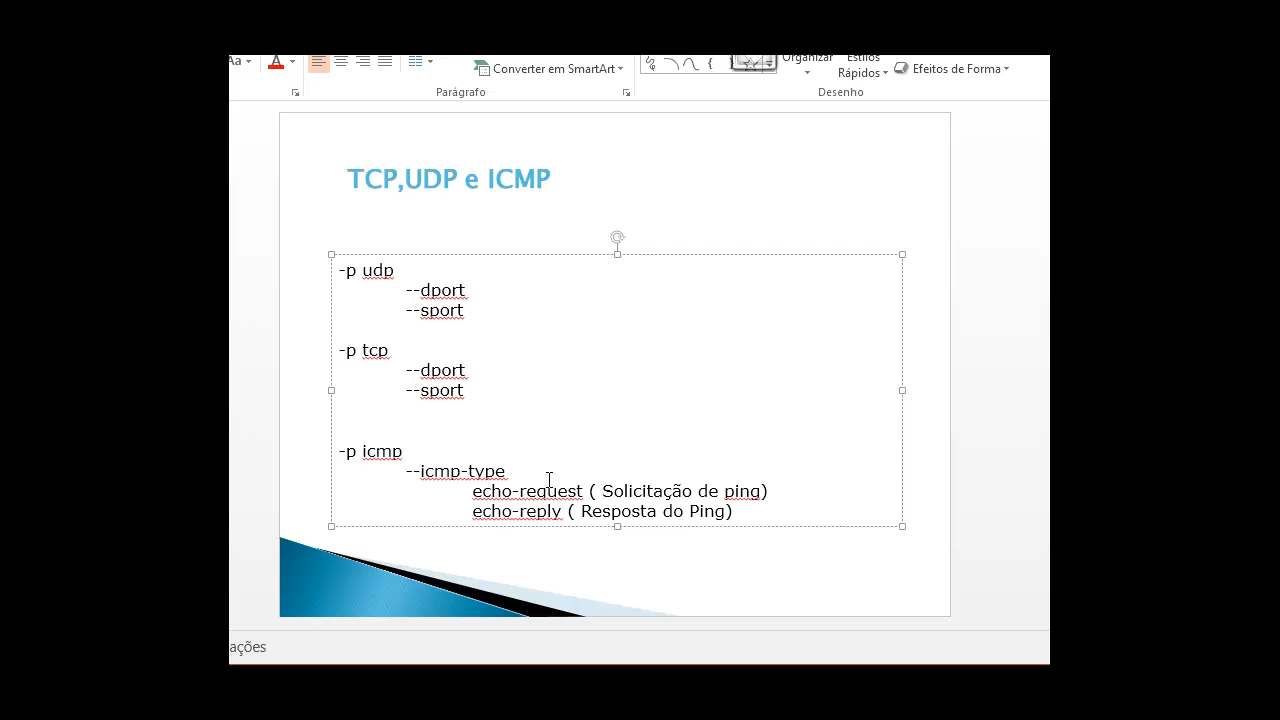 Aa
A
Converter em SmartArt
Organizar
Estilos
Rápidos
Efeitos de Forma
Parágrafo
Desenho
TCP,UDP e ICMP
-p udp
--dport
--sport
-p tcp
--dport
--sport
-p icmp
--icmp-type
echo-request ( Solicitação de ping)
echo-reply ( Resposta do Ping)
ações